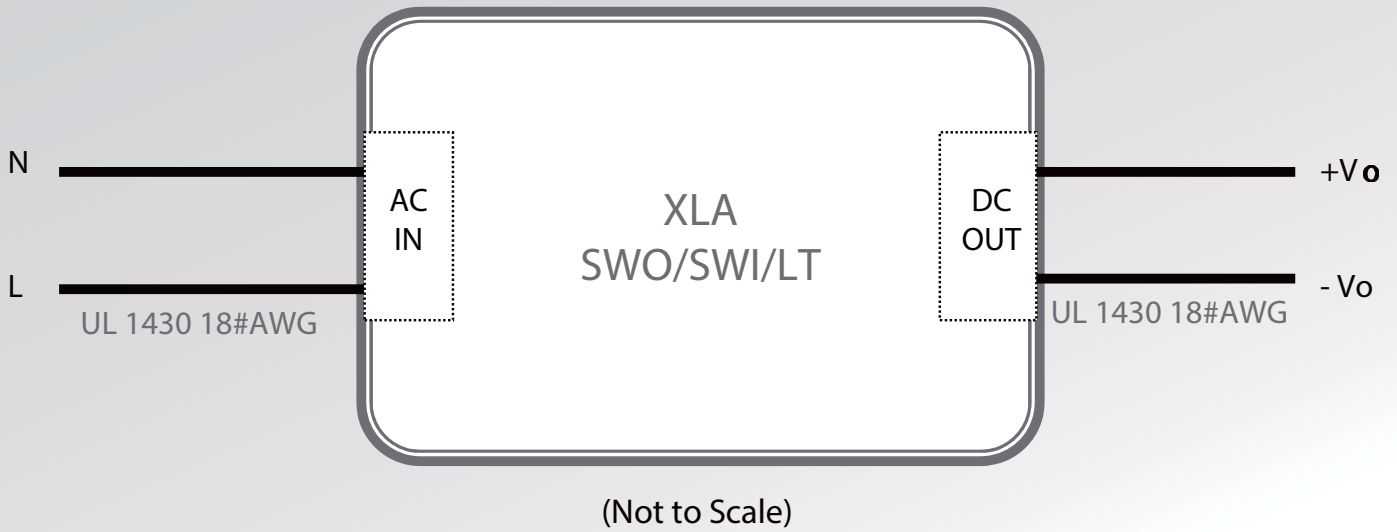 N
L
UL 1430 18#AWG
AC
IN
XLA
SWO/SWI/LT
DC
OUT
+Vo
- Vo
UL 1430 18#AWG
(Not to Scale)